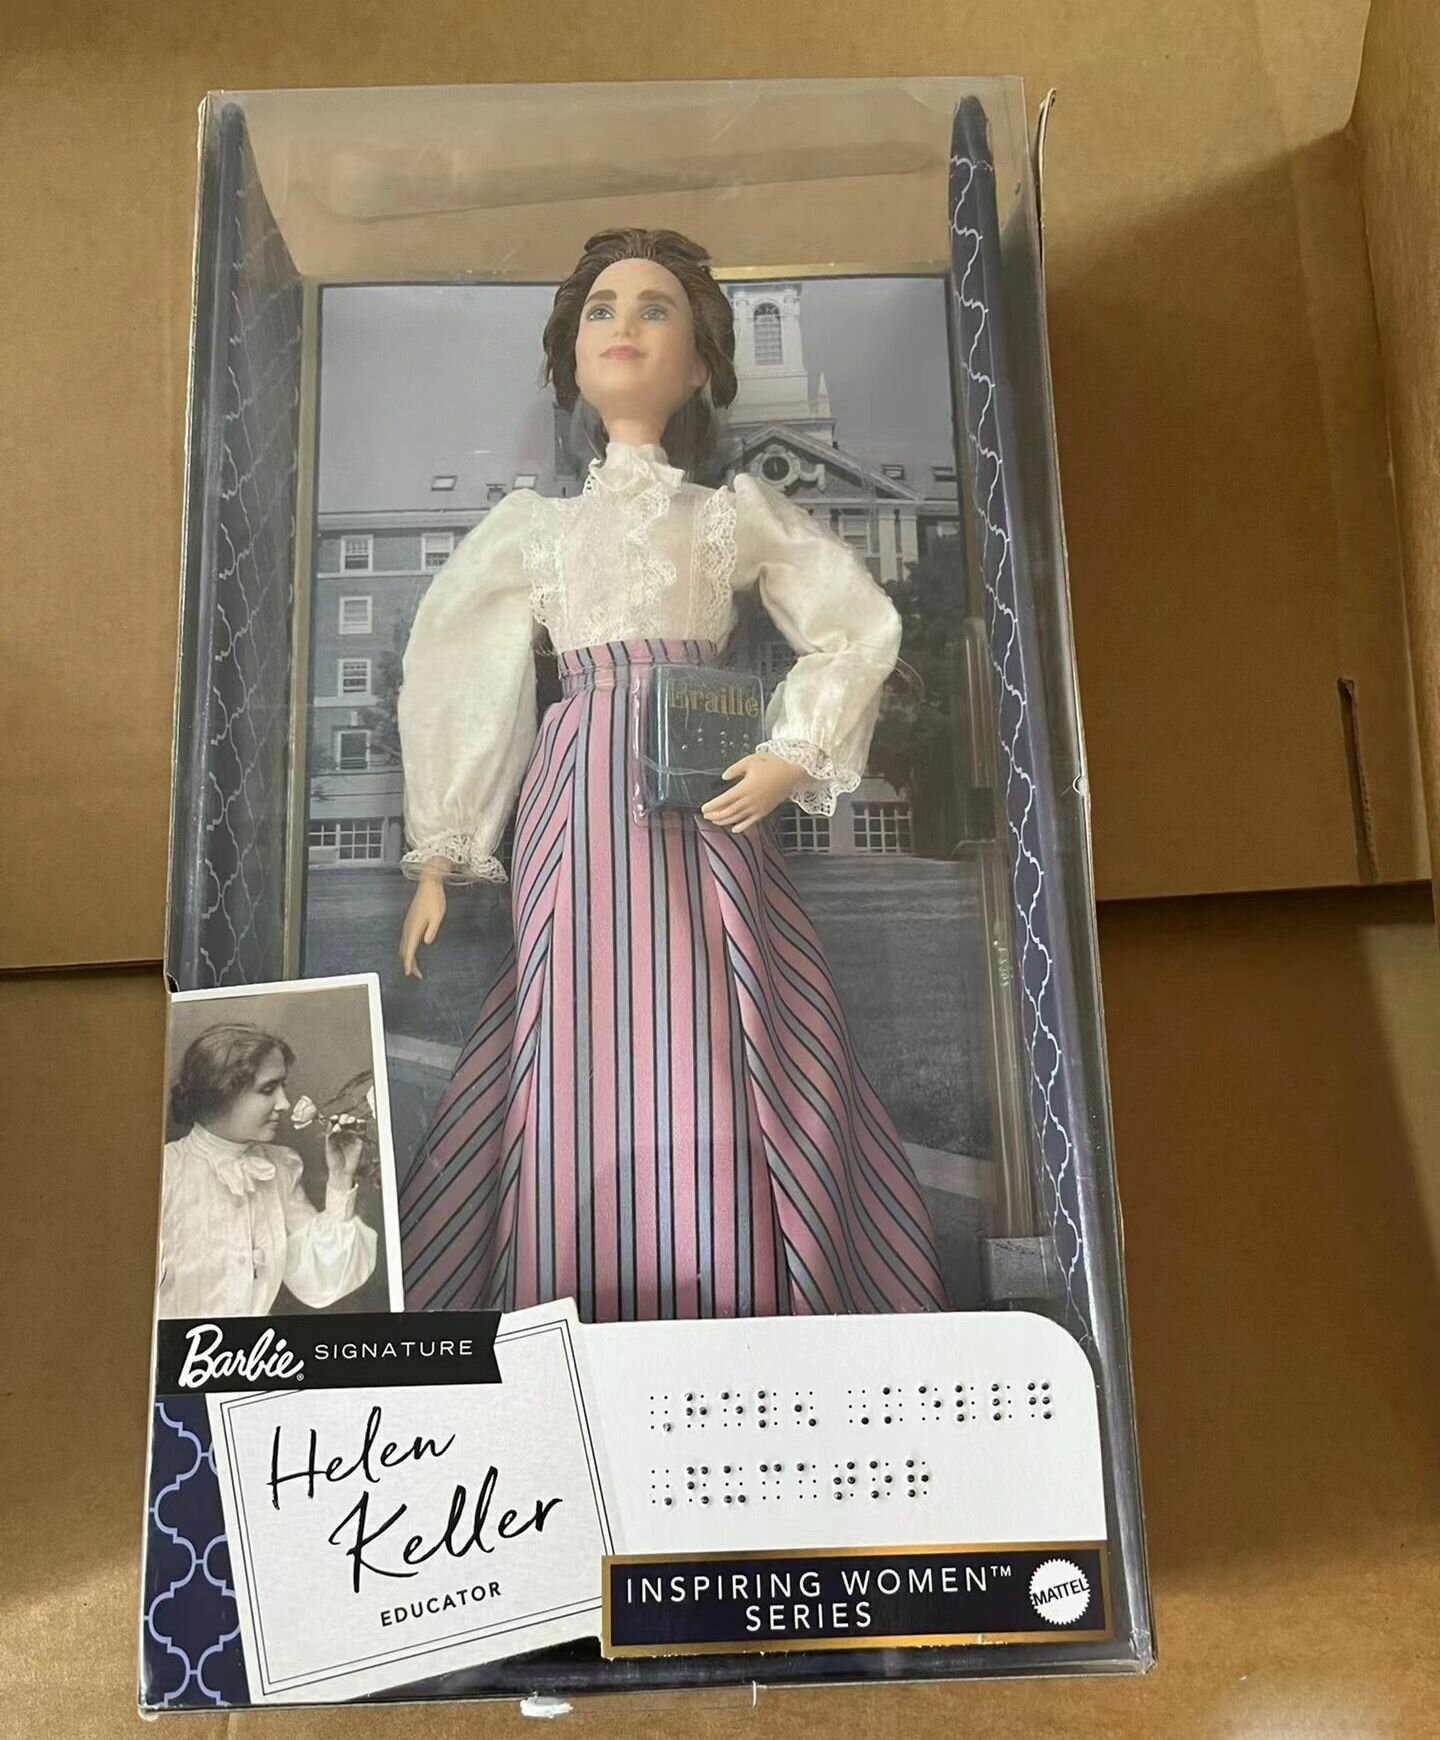 Braille
Barbie® SIGNATURE
Helen
Keller
EDUCATOR
INSPIRING WOMEN™
SERIES
MATTEL